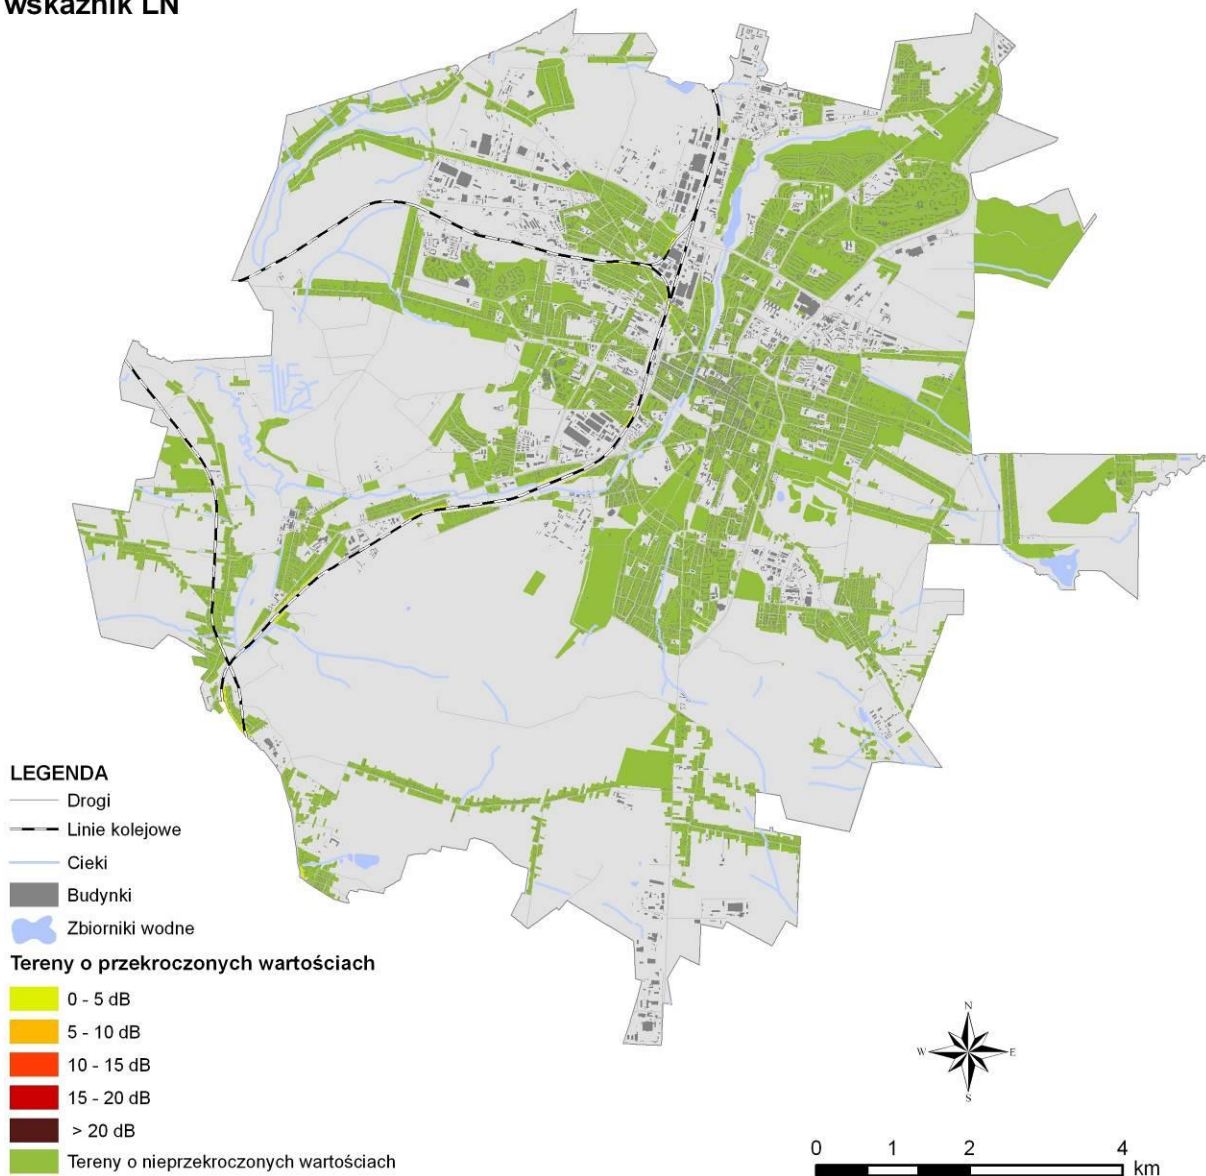 wskaźnik LN
LEGENDA
Drogi
Linie kolejowe
Cieki
Budynki
Zbiorniki wodne
Tereny o przekroczonych wartościach
0 - 5 dB
5 - 10 dB
10 - 15 dB
15 - 20 dB
> 20 dB
Tereny o nieprzekroczonych wartościach
N
W E
S
0 1 2 4
km